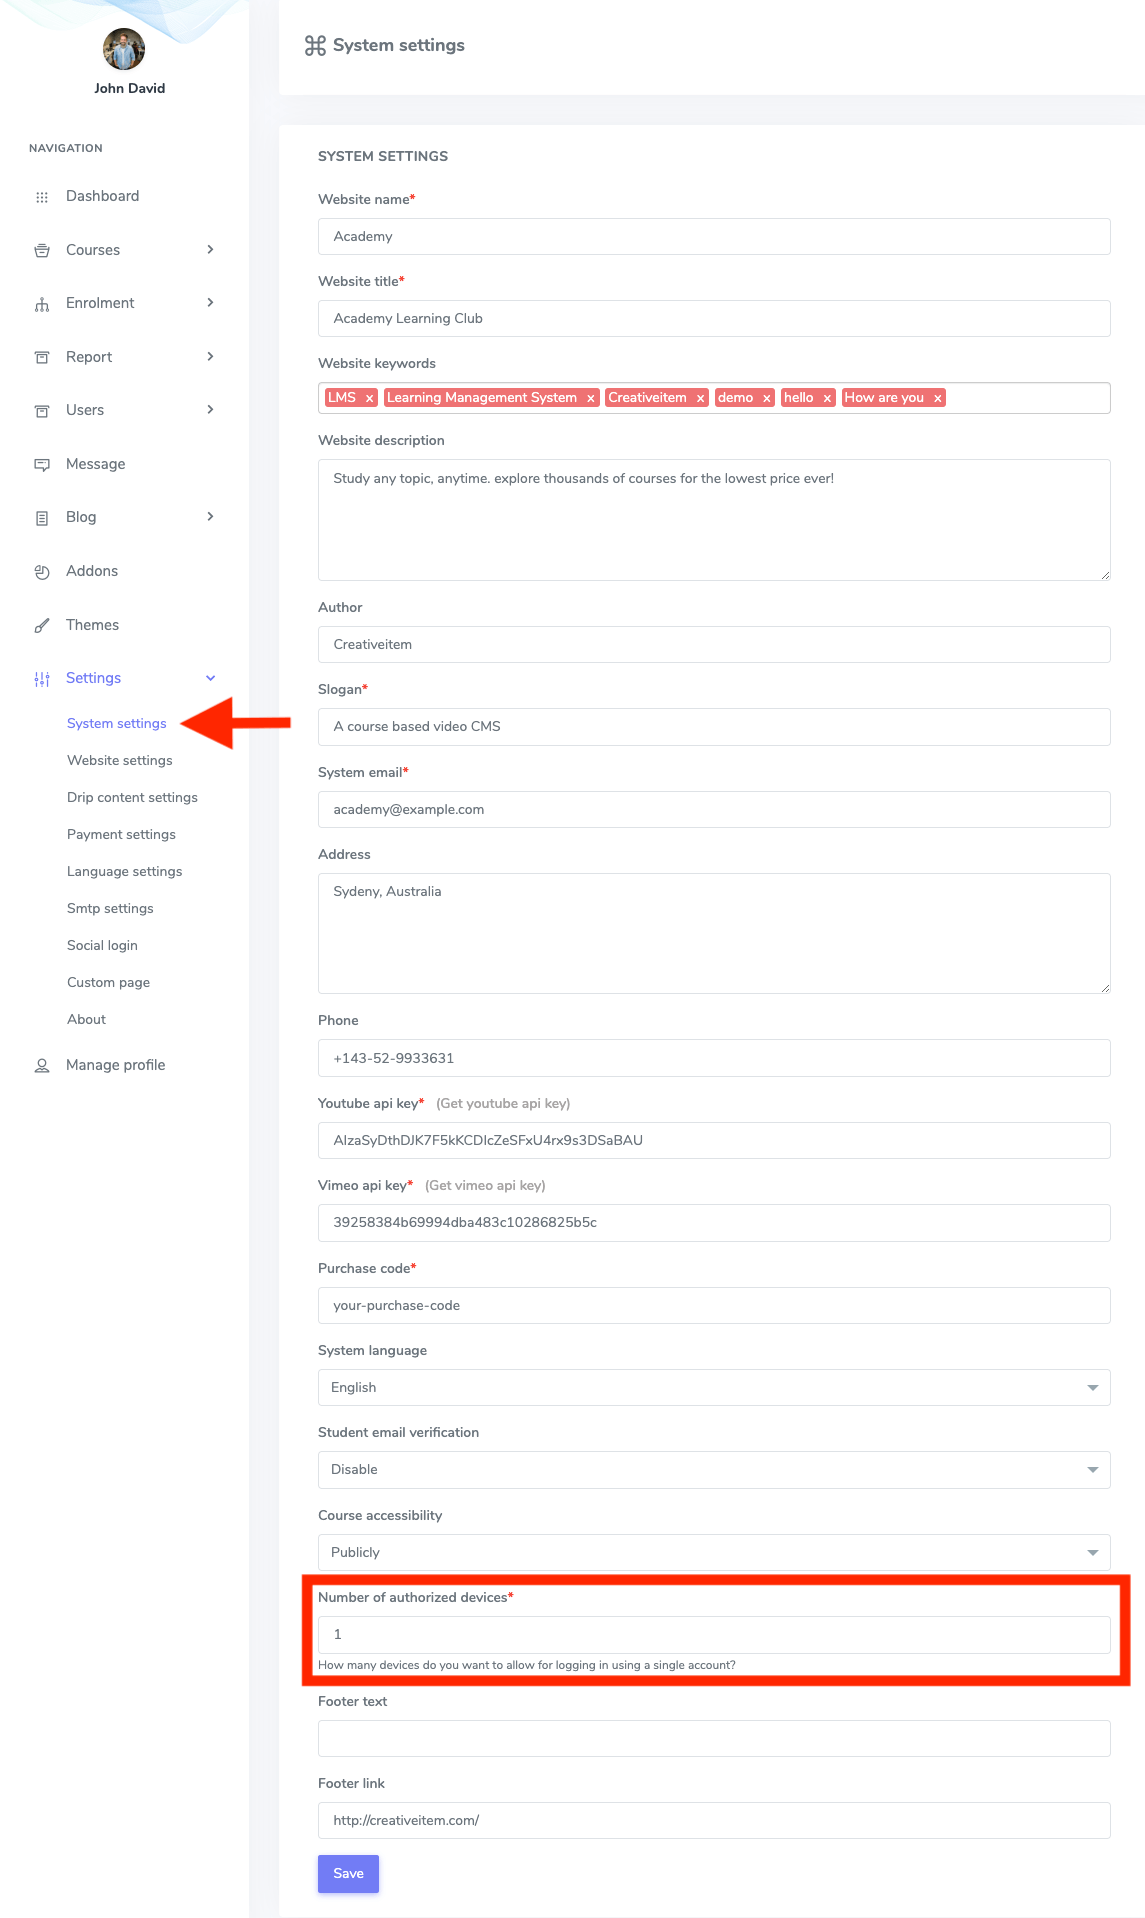 John David
NAVIGATION
Dashboard
Courses
Enrolment
Report
Users
Message
Blog
Addons
Themes
Settings
System settings
Website settings
Drip content settings
Payment settings
Language settings
Smtp settings
Social login
Custom page
About
Manage profile
System settings
SYSTEM SETTINGS
Website name*
Academy
Website title*
Academy Learning Club
Website keywords
LMS × Learning Management System × Creativeitem × demo × hello × How are you ×
Website description
Study any topic, anytime. explore thousands of courses for the lowest price ever!
Author
Creativeitem
Slogan*
A course based video CMS
System email*
academy@example.com
Address
Sydeny, Australia
Phone
+143-52-9933631
Youtube api key* (Get youtube api key)
AIzaSyDthDJK7F5kKCDIcZeSFxU4rx9s3DSaBAU
Vimeo api key* (Get vimeo api key)
39258384b69994dba483c10286825b5c
Purchase code*
your-purchase-code
System language
English
Student email verification
Disable
Course accessibility
Publicly
Number of authorized devices*
1
How many devices do you want to allow for logging in using a single account?
Footer text
Footer link
http://creativeitem.com/
Save